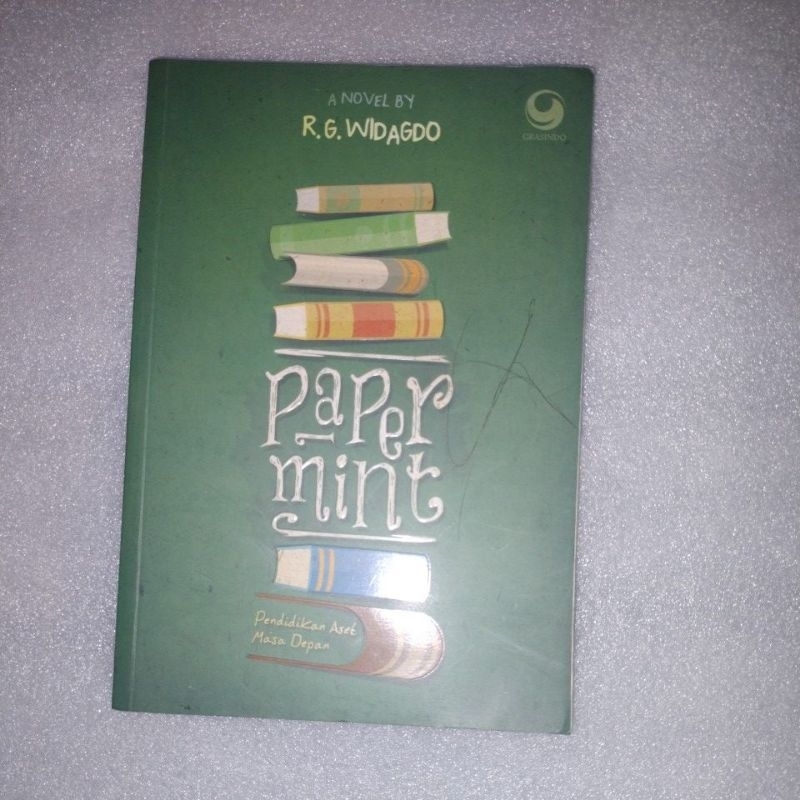 A NOVEL BY
R.G. WIDAGDO
GRASINDO
Paper
mint
Pendidikan Aset
Masa Depan